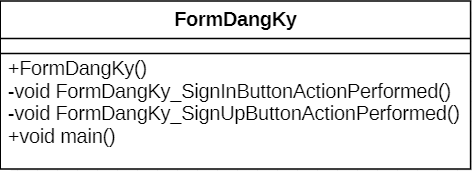 FormDangKy
+FormDangKy()
-void FormDangKy_SignInButtonActionPerformed()
-void FormDangKy_SignUpButtonActionPerformed()
+void main()